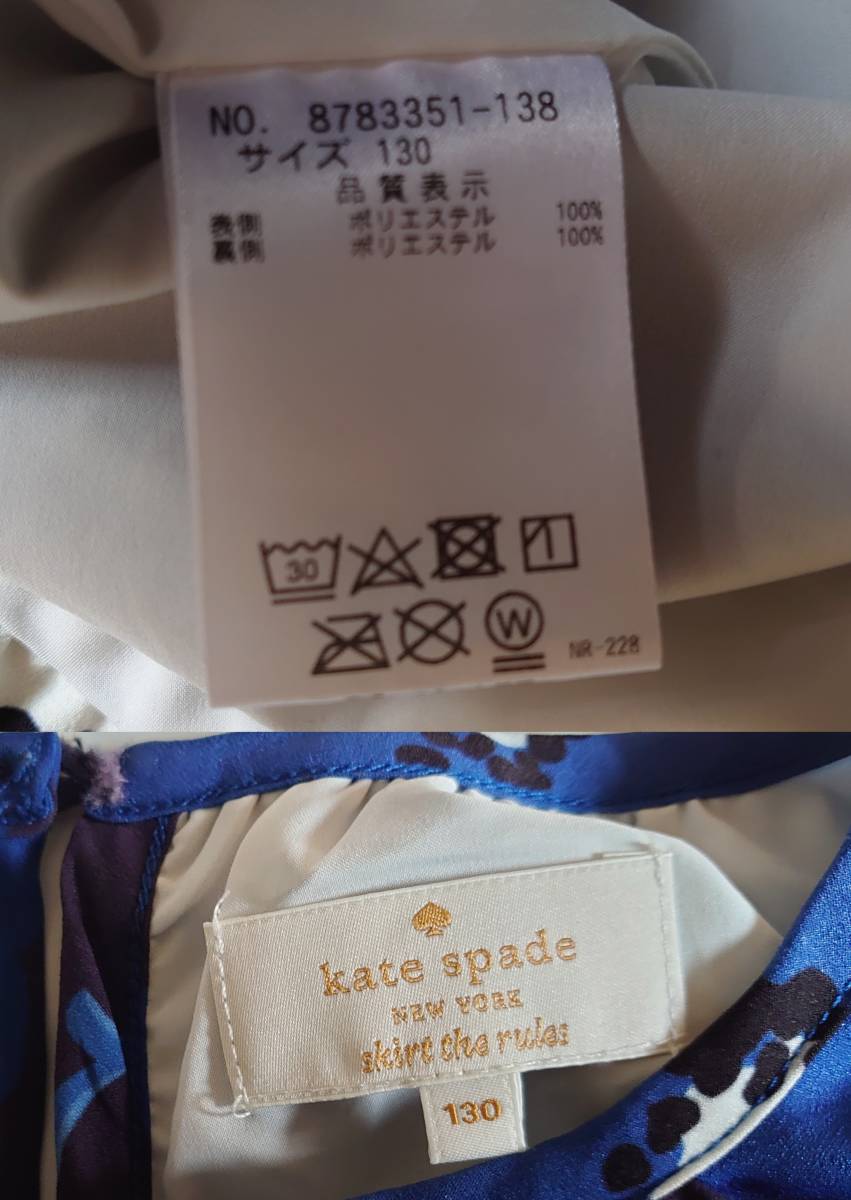 NO. 8783351-138
サイズ 130
品質表示
表側 ポリエステル 100%
裏側 ポリエステル 100%
30
W
NR-228
kate spade
NEW YORK
skirt the rules
130